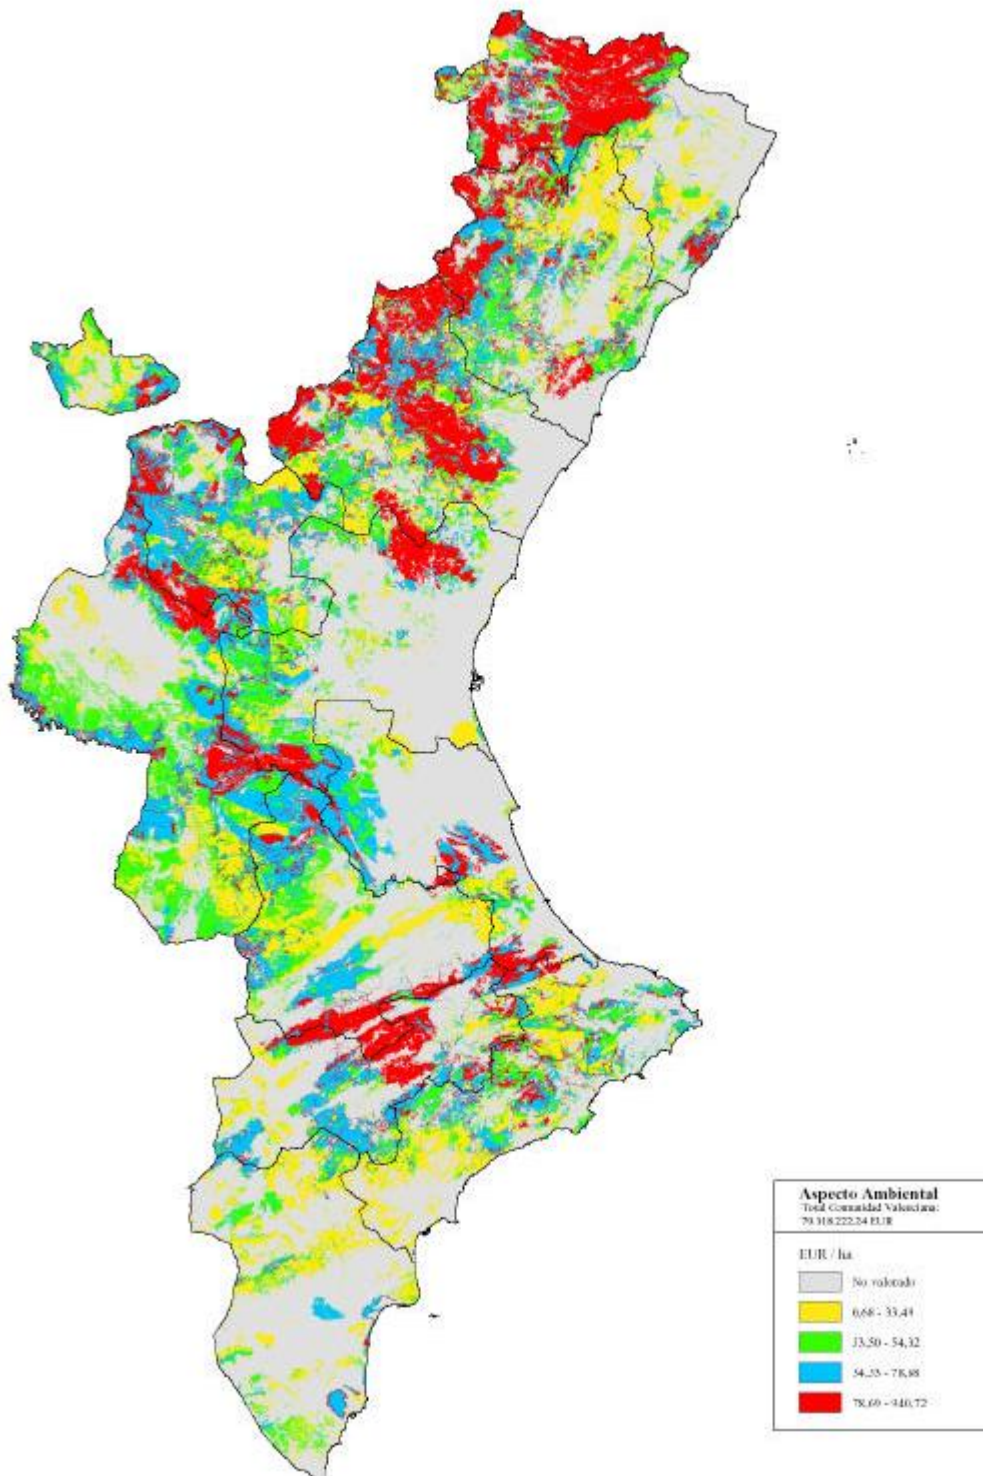 Aspecto Ambiental
Total Comunidad Valenciana:
79.318.222,24 EUR
EUR / ha
No valorado
0,68 - 33,49
33,50 - 54,32
54,33 - 78,68
78,69 - 940,72